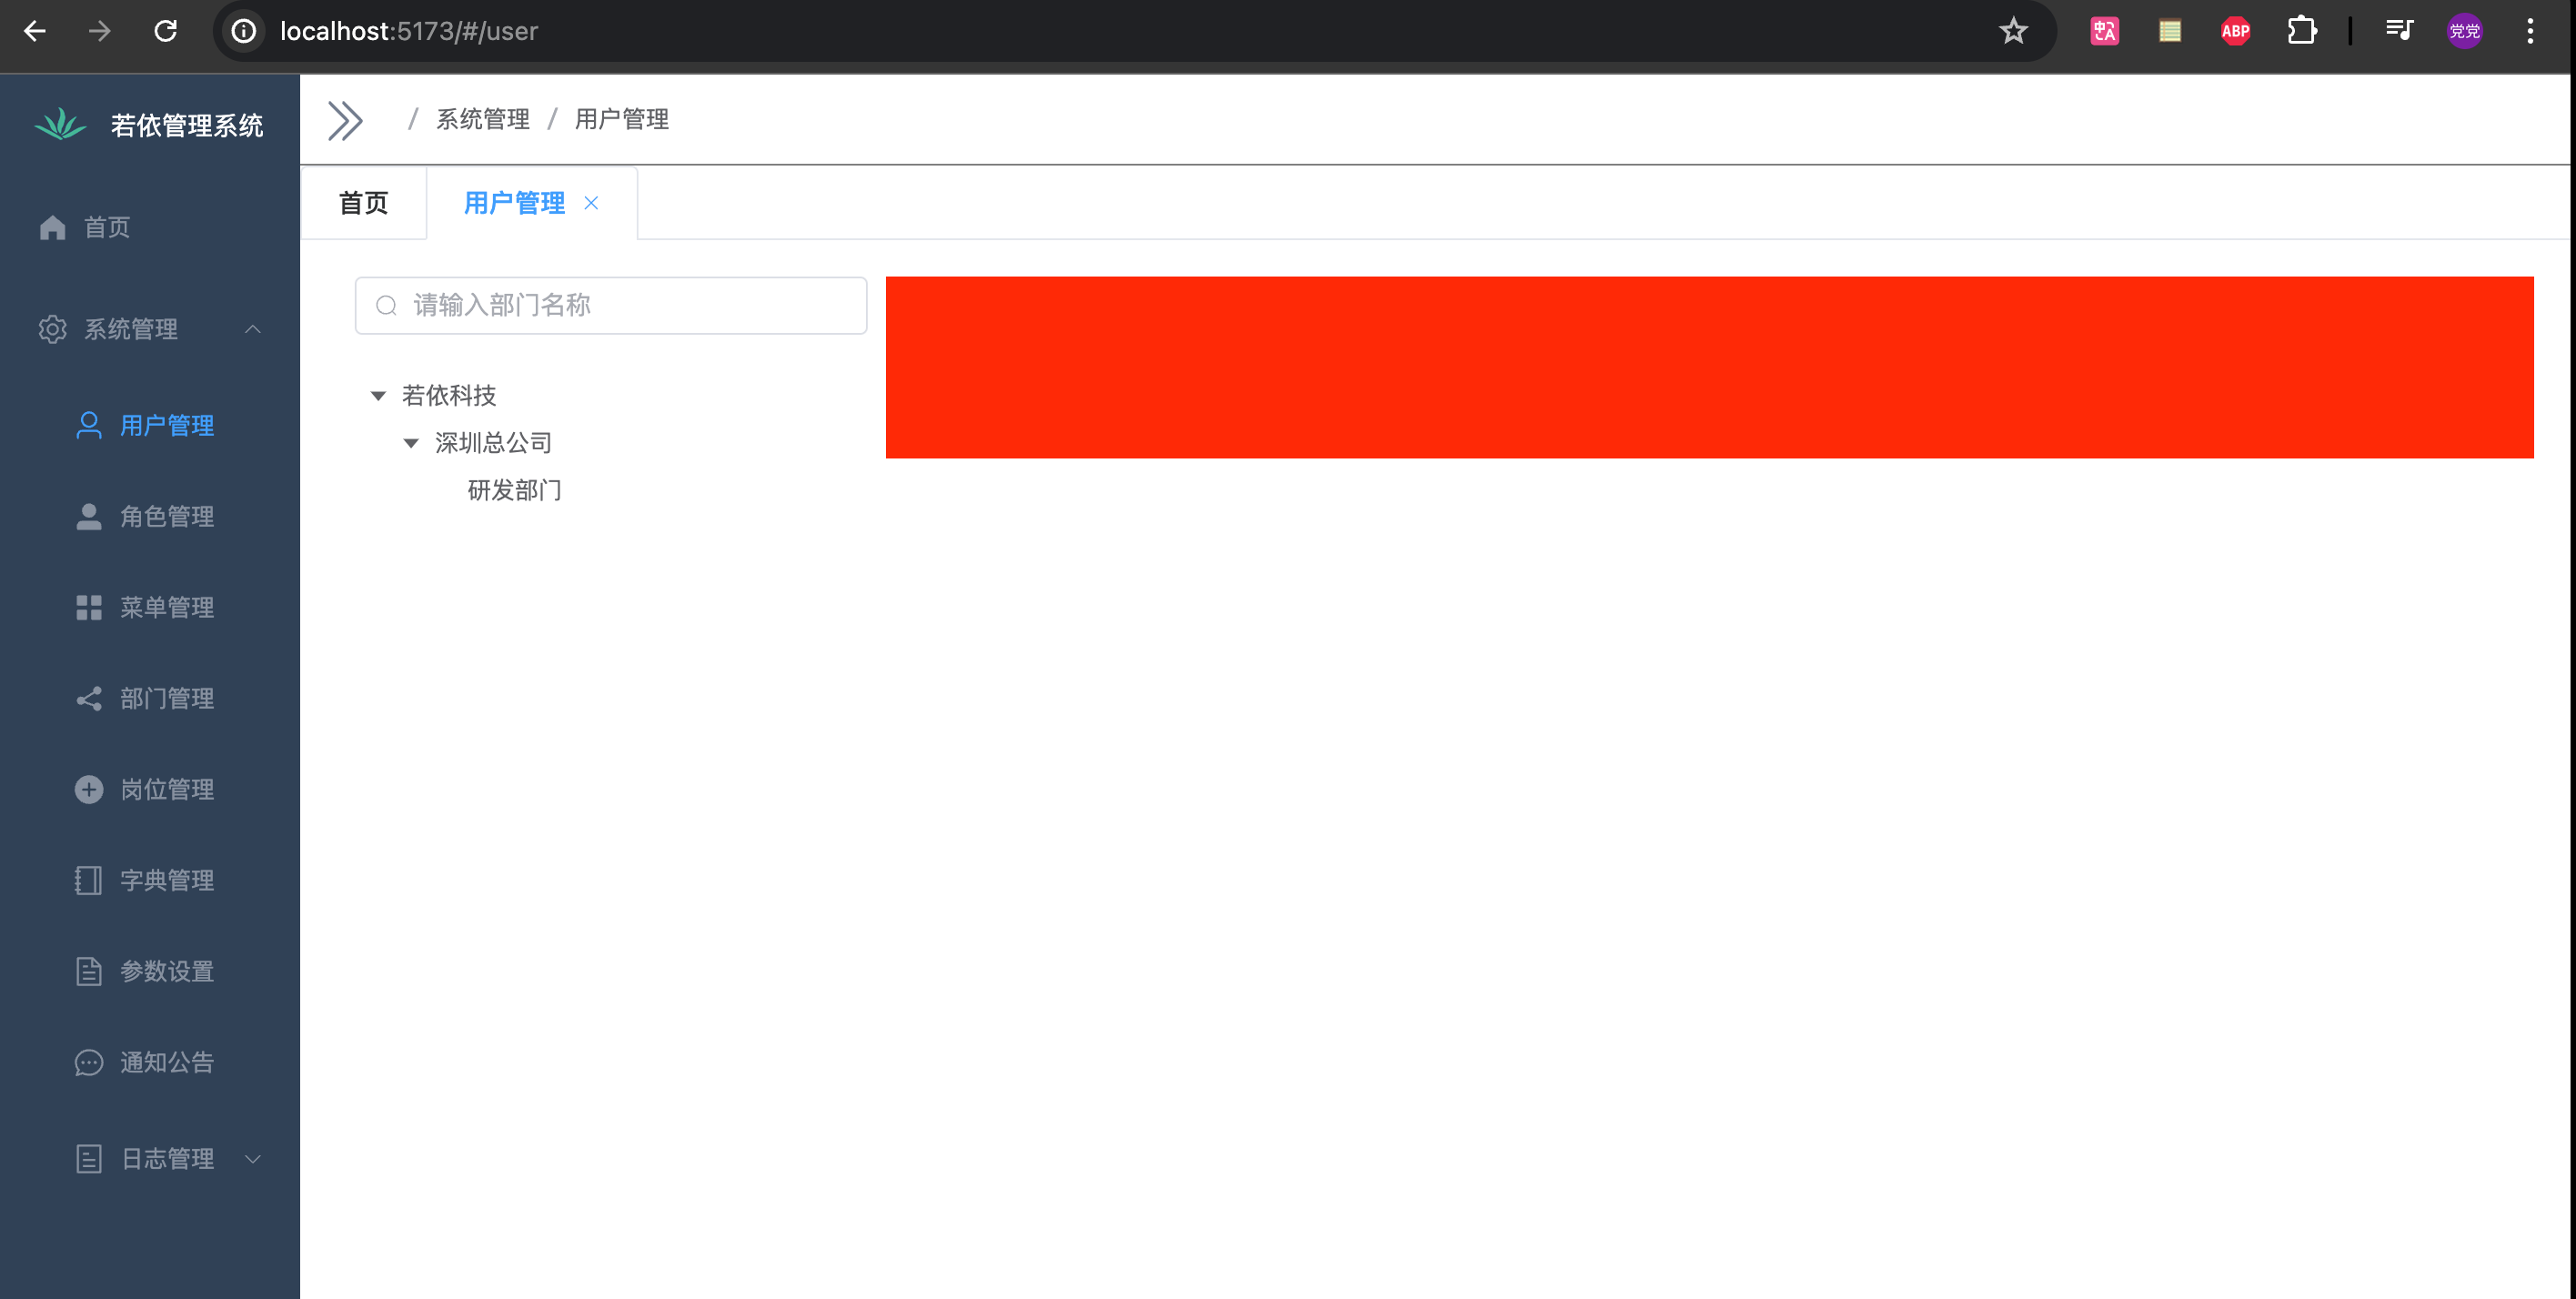 localhost:5173/#/user
中A
ABP
党党
若依管理系统
/ 系统管理 / 用户管理
首页
用户管理
首页
系统管理
用户管理
角色管理
菜单管理
部门管理
岗位管理
字典管理
参数设置
通知公告
日志管理
请输入部门名称
若依科技
深圳总公司
研发部门